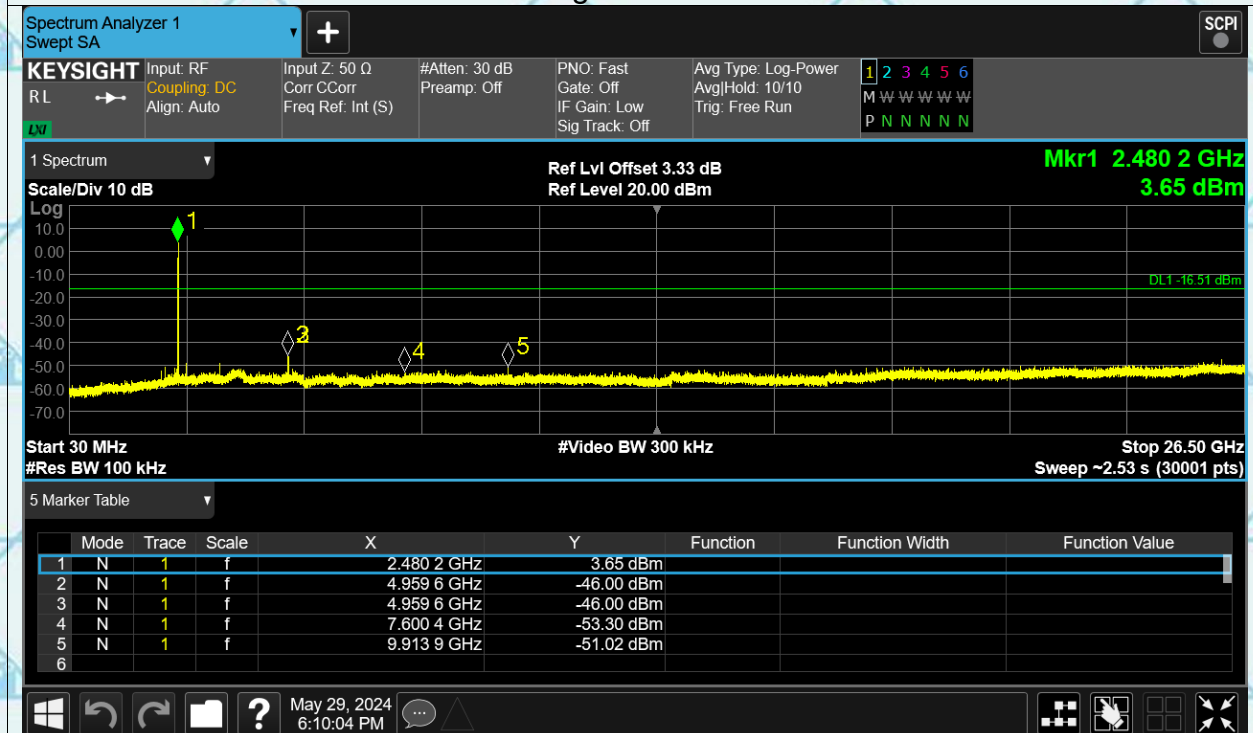 Spectrum Analyzer 1
Swept SA
+
SCPI
KEYSIGHT
RL
LXI
Input: RF
Coupling: DC
Align: Auto
Input Z: 50 Ω
Corr CCorr
Freq Ref: Int (S)
#Atten: 30 dB
Preamp: Off
PNO: Fast
Gate: Off
IF Gain: Low
Sig Track: Off
Avg Type: Log-Power
Avg|Hold: 10/10
Trig: Free Run
1 2 3 4 5 6
M W W W W W
P N N N N N
1 Spectrum
Scale/Div 10 dB
Ref Lvl Offset 3.33 dB
Ref Level 20.00 dBm
Mkr1 2.480 2 GHz
3.65 dBm
Log
10.0
0.00
-10.0
-20.0
-30.0
-40.0
-50.0
-60.0
-70.0
1
3
4
5
DL1 -16.51 dBm
Start 30 MHz
#Video BW 300 kHz
Stop 26.50 GHz
#Res BW 100 kHz
Sweep ~2.53 s (30001 pts)
5 Marker Table
Mode Trace Scale X Y Function Function Width Function Value
1 N 1 f 2.480 2 GHz 3.65 dBm
2 N 1 f 4.959 6 GHz -46.00 dBm
3 N 1 f 4.959 6 GHz -46.00 dBm
4 N 1 f 7.600 4 GHz -53.30 dBm
5 N 1 f 9.913 9 GHz -51.02 dBm
6
?
May 29, 2024
6:10:04 PM